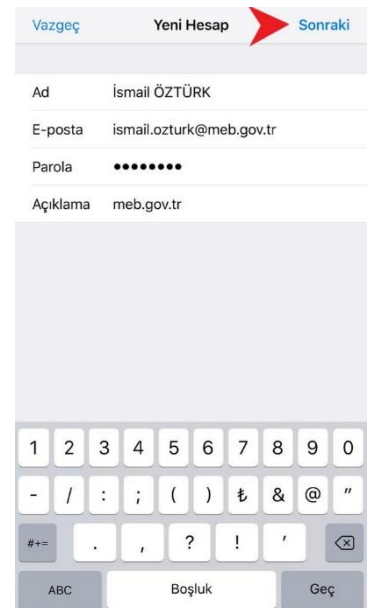 Vazgeç Yeni Hesap Sonraki
Ad İsmail ÖZTÜRK
E-posta ismail.ozturk@meb.gov.tr
Parola ••••••••
Açıklama meb.gov.tr
1 2 3 4 5 6 7 8 9 0
- / : ; ( ) ₺ & @ "
#+= . , ? ! '
ABC Boşluk Geç